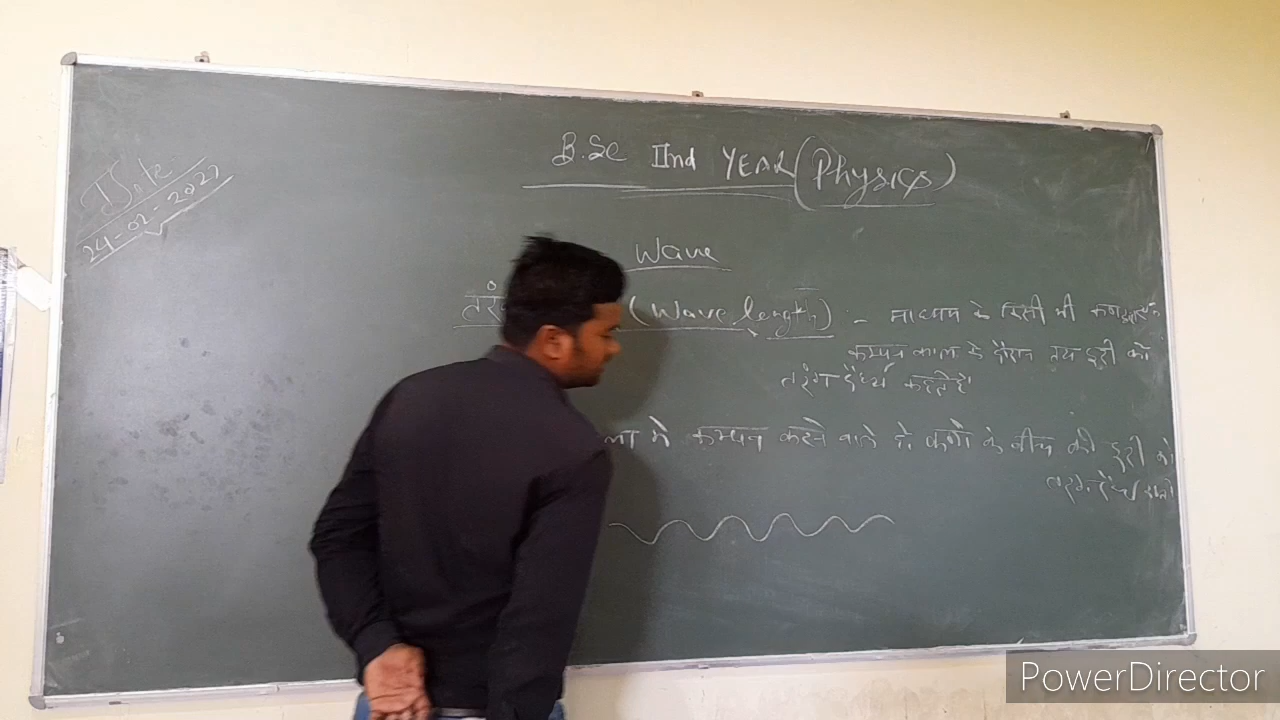 Date
24-02-2027
B.Sc IInd YEAR (Physics)
Wave
(Wave length) - माध्यम के किसी भी कण
कम्पन काल के दौरान तय दूरी को
तरंग दैर्ध्य कहते है
मे कम्पन करने वाले दो कणो के बीच की दूरी को
तरंग दैर्ध्य
PowerDirector